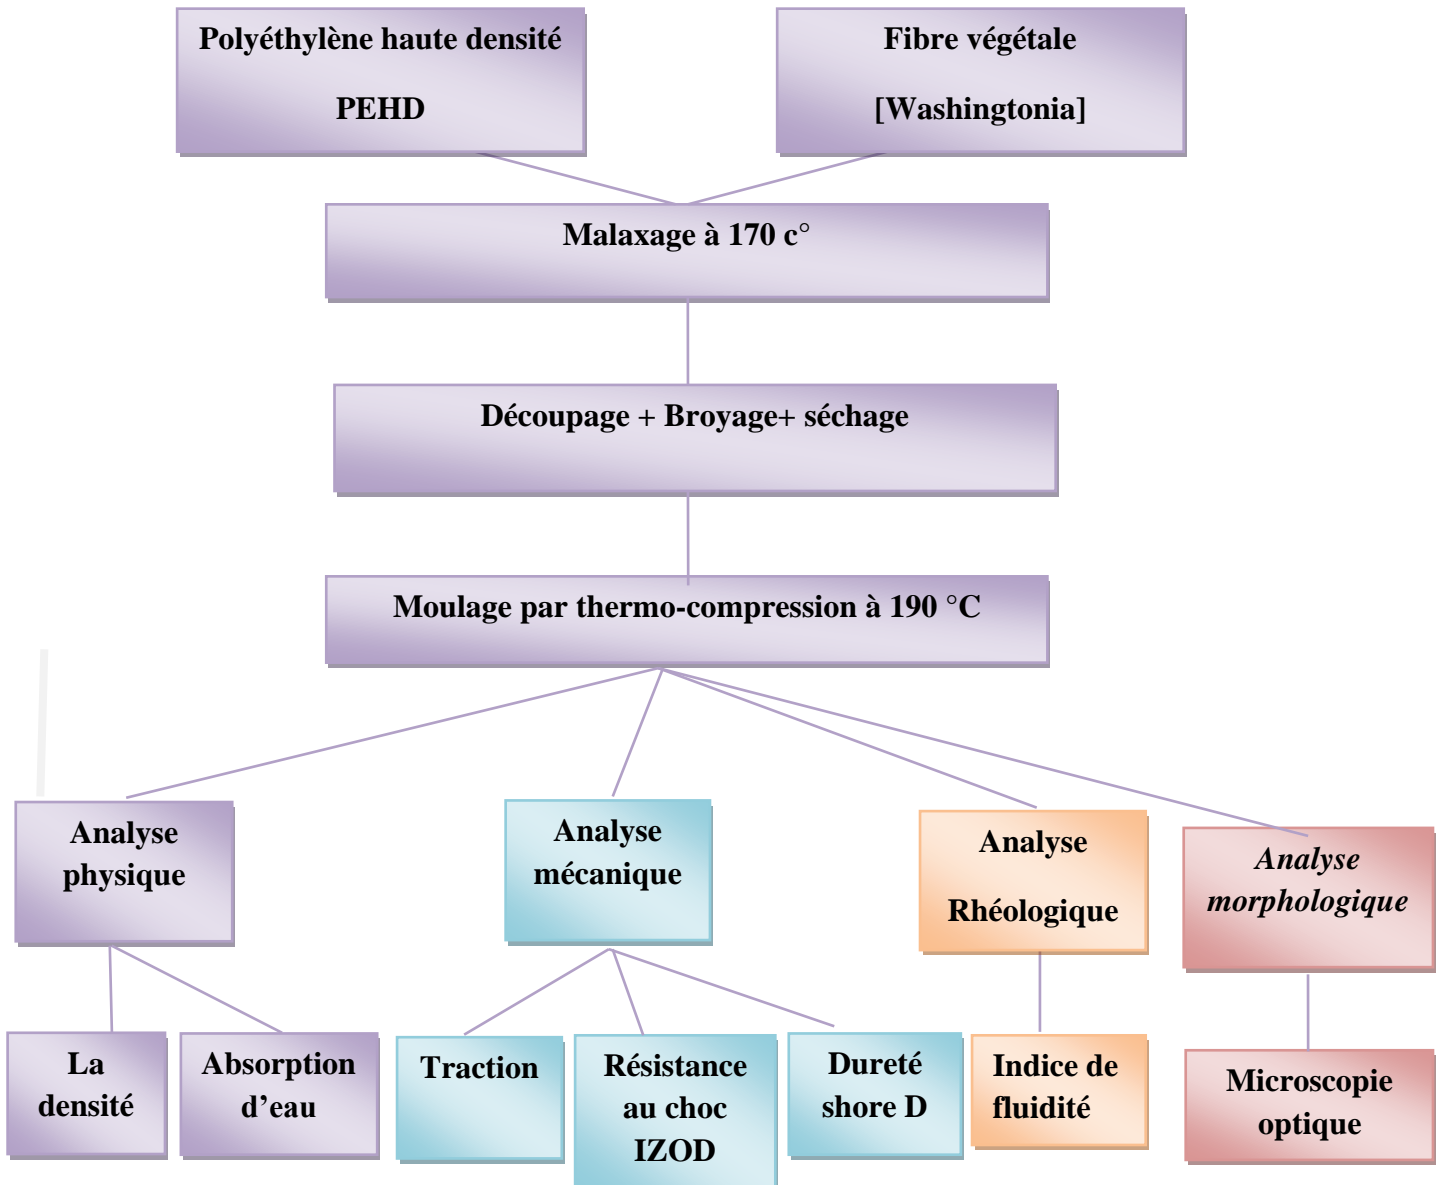 Polyéthylène haute densité
PEHD
Fibre végétale
[Washingtonia]
Malaxage à 170 c°
Découpage + Broyage+ séchage
Moulage par thermo-compression à 190 °C
Analyse
physique
Analyse
mécanique
Analyse
Rhéologique
Analyse
morphologique
La
densité
Absorption
d’eau
Traction
Résistance
au choc
IZOD
Dureté
shore D
Indice de
fluidité
Microscopie
optique